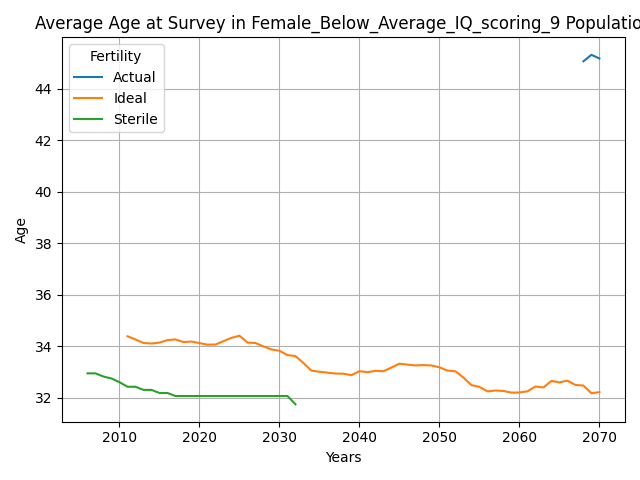 Average Age at Survey in Female_Below_Average_IQ_scoring_9 Populatio
Fertility
Actual
Ideal
Sterile
44
42
40
38
36
34
32
Age
2010 2020 2030 2040 2050 2060 2070
Years